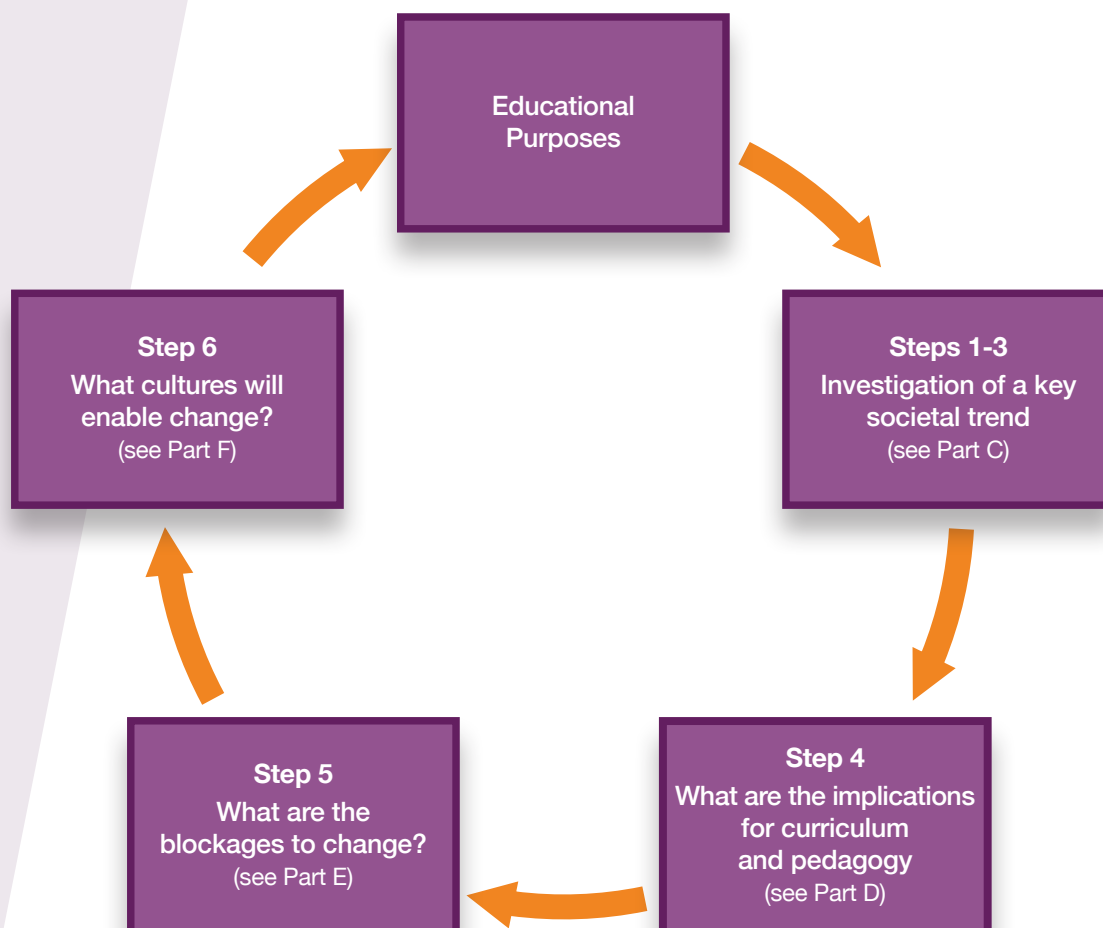 Educational
Purposes
Steps 1-3
Investigation of a key
societal trend
(see Part C)
Step 4
What are the implications
for curriculum
and pedagogy
(see Part D)
Step 5
What are the
blockages to change?
(see Part E)
Step 6
What cultures will
enable change?
(see Part F)